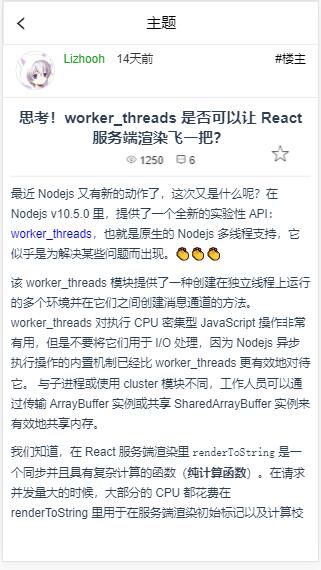 主题
Lizhooh 14天前 #楼主
思考！worker_threads 是否可以让 React
服务端渲染飞一把?
1250 6
最近 Nodejs 又有新的动作了，这次又是什么呢？在
Nodejs v10.5.0 里，提供了一个全新的实验性 API：
worker_threads，也就是原生的 Nodejs 多线程支持，它
似乎是为解决某些问题而出现。👏👏👏
该 worker_threads 模块提供了一种创建在独立线程上运行
的多个环境并在它们之间创建消息通道的方法。
worker_threads 对执行 CPU 密集型 JavaScript 操作非常
有用，但是不要将它们用于 I/O 处理，因为 Nodejs 异步
执行操作的内置机制已经比 worker_threads 更有效地对待
它。 与子进程或使用 cluster 模块不同，工作人员可以通
过传输 ArrayBuffer 实例或共享 SharedArrayBuffer 实例来
有效地共享内存。
我们知道，在 React 服务端渲染里 renderToString 是一
个同步并且具有复杂计算的函数（纯计算函数）。在请求
并发量大的时候，大部分的 CPU 都花费在
renderToString 里用于在服务端渲染初始标记以及计算校